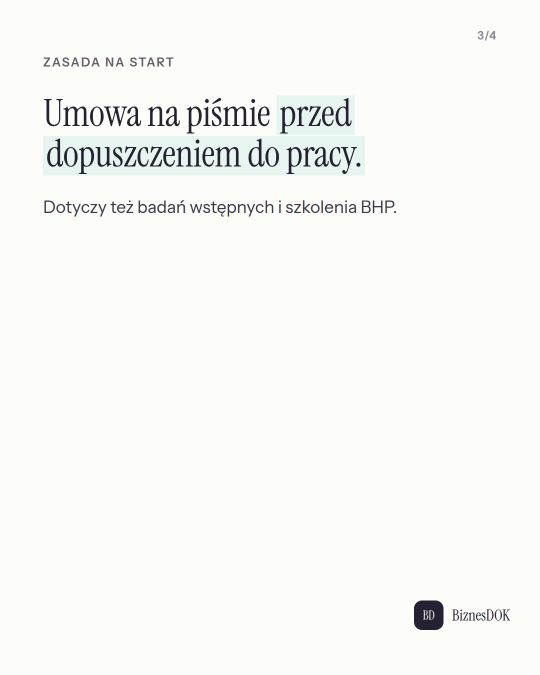 3/4
ZASADA NA START
Umowa na piśmie przed
dopuszczeniem do pracy.
Dotyczy też badań wstępnych i szkolenia BHP.
BD BiznesDOK